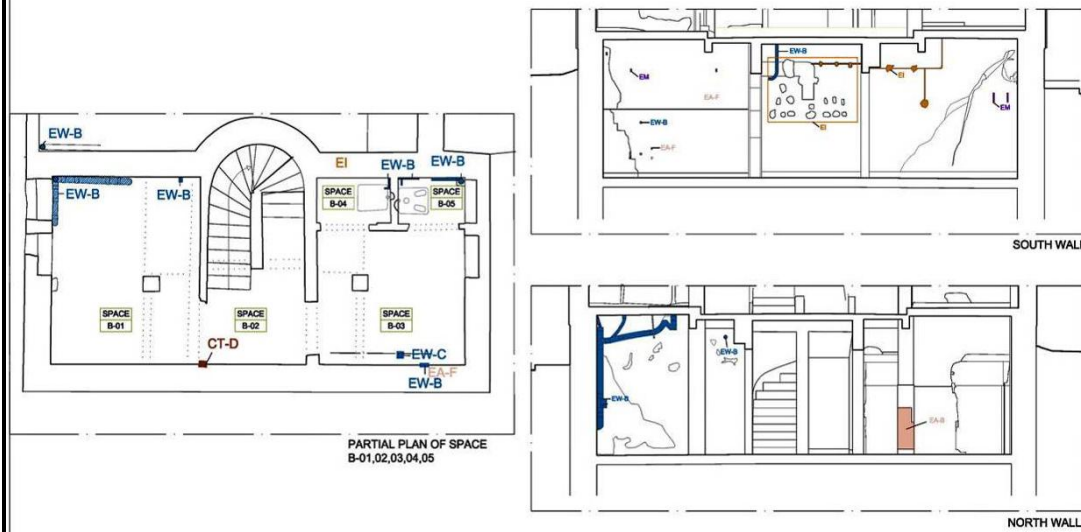 EW-B
EI
EW-B
EW-B
EW-B
EW-B
SPACE
B-04
SPACE
B-05
SPACE
B-01
SPACE
B-02
SPACE
B-03
CT-D
EW-C
EA-F
EW-B
PARTIAL PLAN OF SPACE
B-01,02,03,04,05
EW-B
EI
EM
EA-F
EM
EW-B
EI
EA-F
SOUTH WALL
EW-B
EW-B
EA-B
NORTH WALL